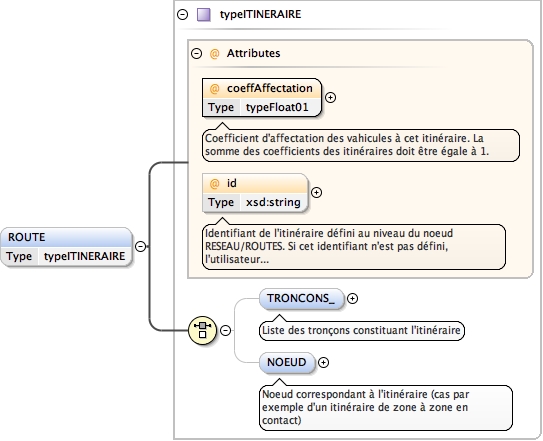 typeITINERAIRE
@ Attributes
@ coeffAffectation
Type typeFloat01
Coefficient d'affectation des vahicules à cet itinéraire. La
somme des coefficients des itinéraires doit être égale à 1.
@ id
Type xsd:string
Identifiant de l'itinéraire défini au niveau du noeud
RESEAU/ROUTES. Si cet identifiant n'est pas défini,
l'utilisateur...
ROUTE
Type typeITINERAIRE
TRONCONS_
Liste des tronçons constituant l'itinéraire
NOEUD
Noeud correspondant à l'itinéraire (cas par
exemple d'un itinéraire de zone à zone en
contact)